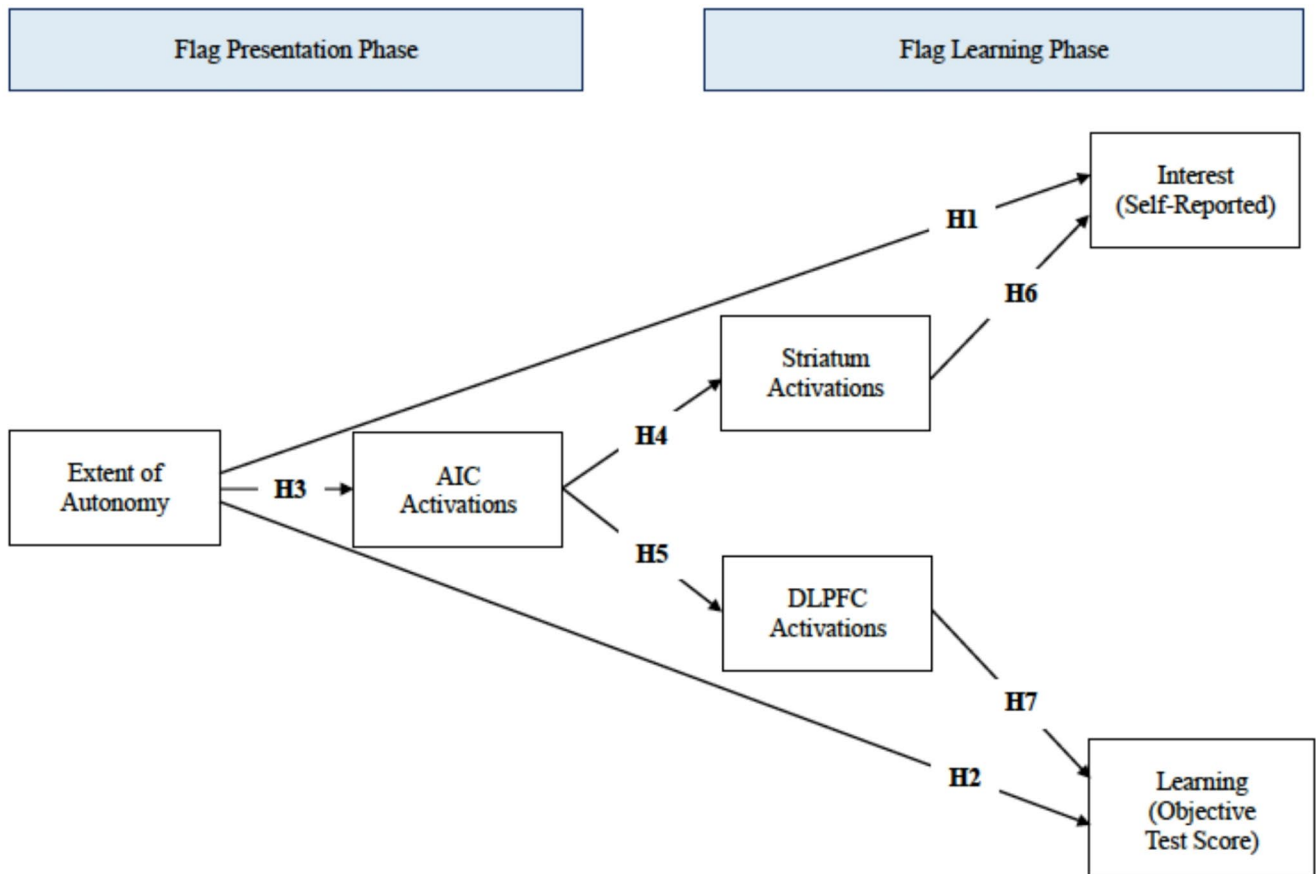 Flag Presentation Phase
Flag Learning Phase
Interest
(Self-Reported)
H1
H6
Striatum
Activations
H4
Extent of
Autonomy
H3
AIC
Activations
H5
DLPFC
Activations
H7
H2
Learning
(Objective
Test Score)